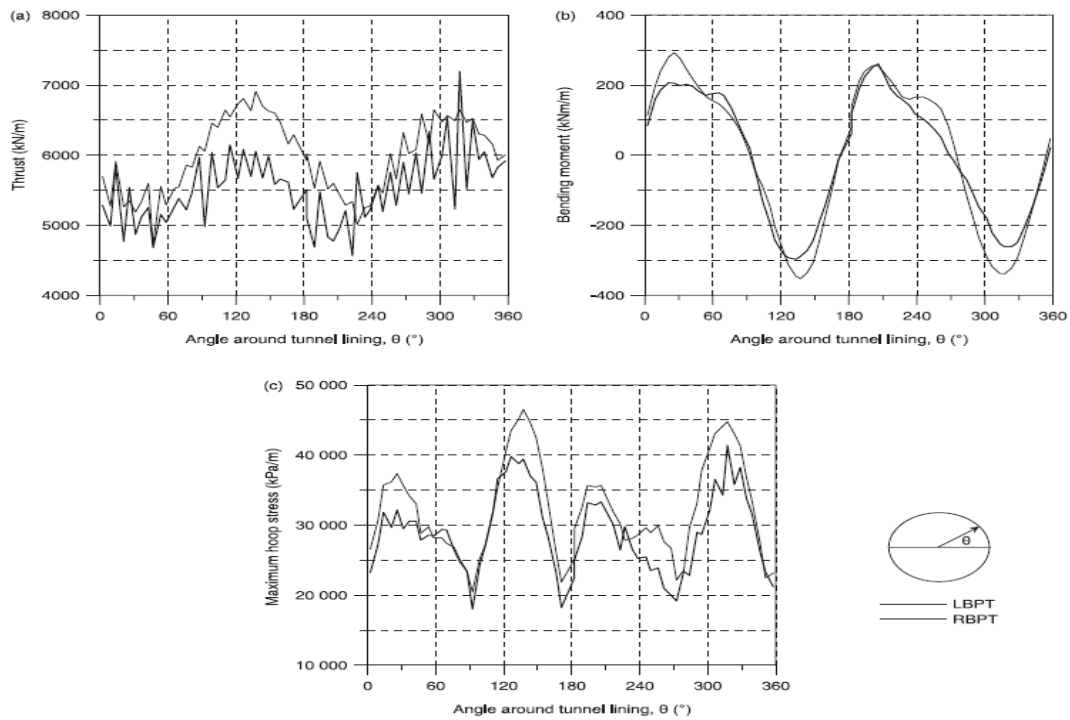 (a)
8000
7000
6000
5000
4000
Thrust (kN/m)
0 60 120 180 240 300 360
Angle around tunnel lining, θ (°)
(b)
400
200
0
-200
-400
Bending moment (kNm/m)
0 60 120 180 240 300 360
Angle around tunnel lining, θ (°)
(c)
50 000
40 000
30 000
20 000
10 000
Maximum hoop stress (kPa/m)
0 60 120 180 240 300 360
Angle around tunnel lining, θ (°)
θ
LBPT
RBPT